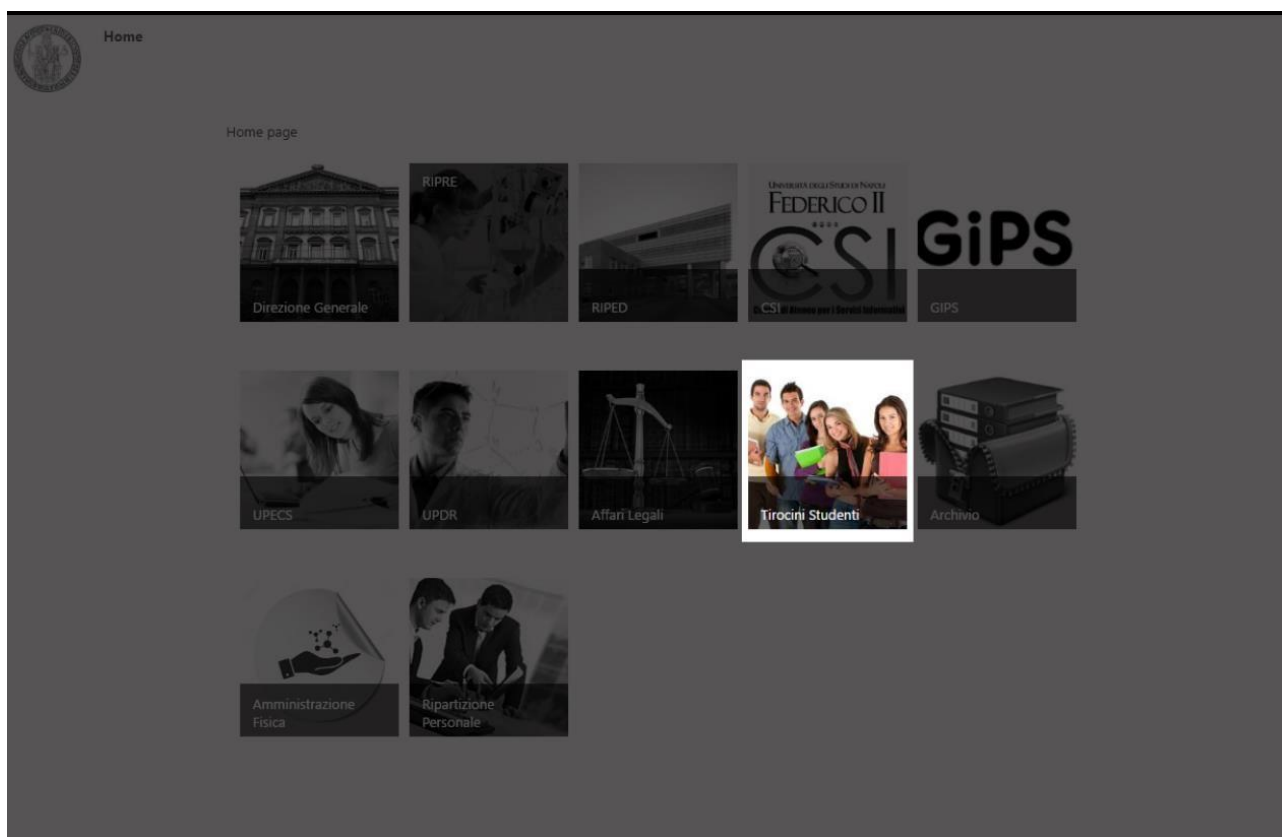 Home
Home page
Direzione Generale
RIPRE
RIPED
UNIVERSITÀ DEGLI STUDI DI NAPOLI
FEDERICO II
CSI
CSI
GiPS
GIPS
UPECS
UPDR
Affari Legali
Tirocini Studenti
Archivio
Amministrazione
Fisica
Ripartizione
Personale